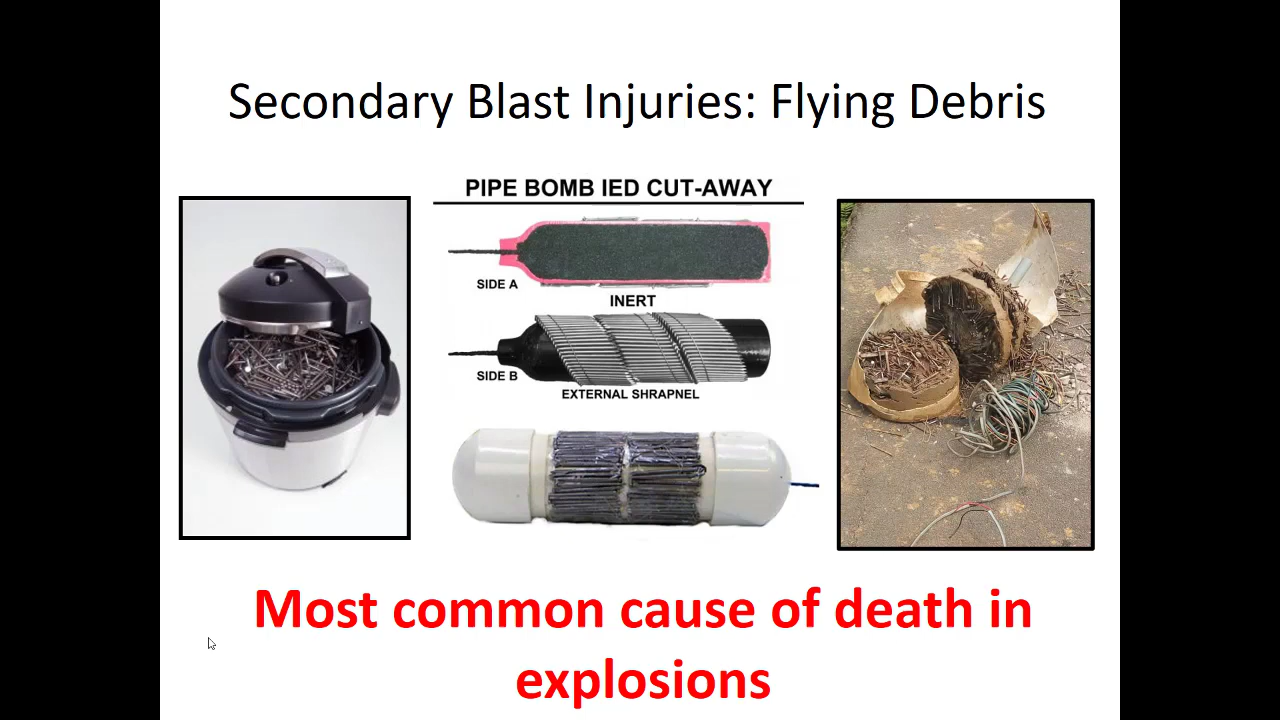 Secondary Blast Injuries: Flying Debris
PIPE BOMB IED CUT-AWAY
SIDE A
INERT
SIDE B
EXTERNAL SHRAPNEL
Most common cause of death in
explosions